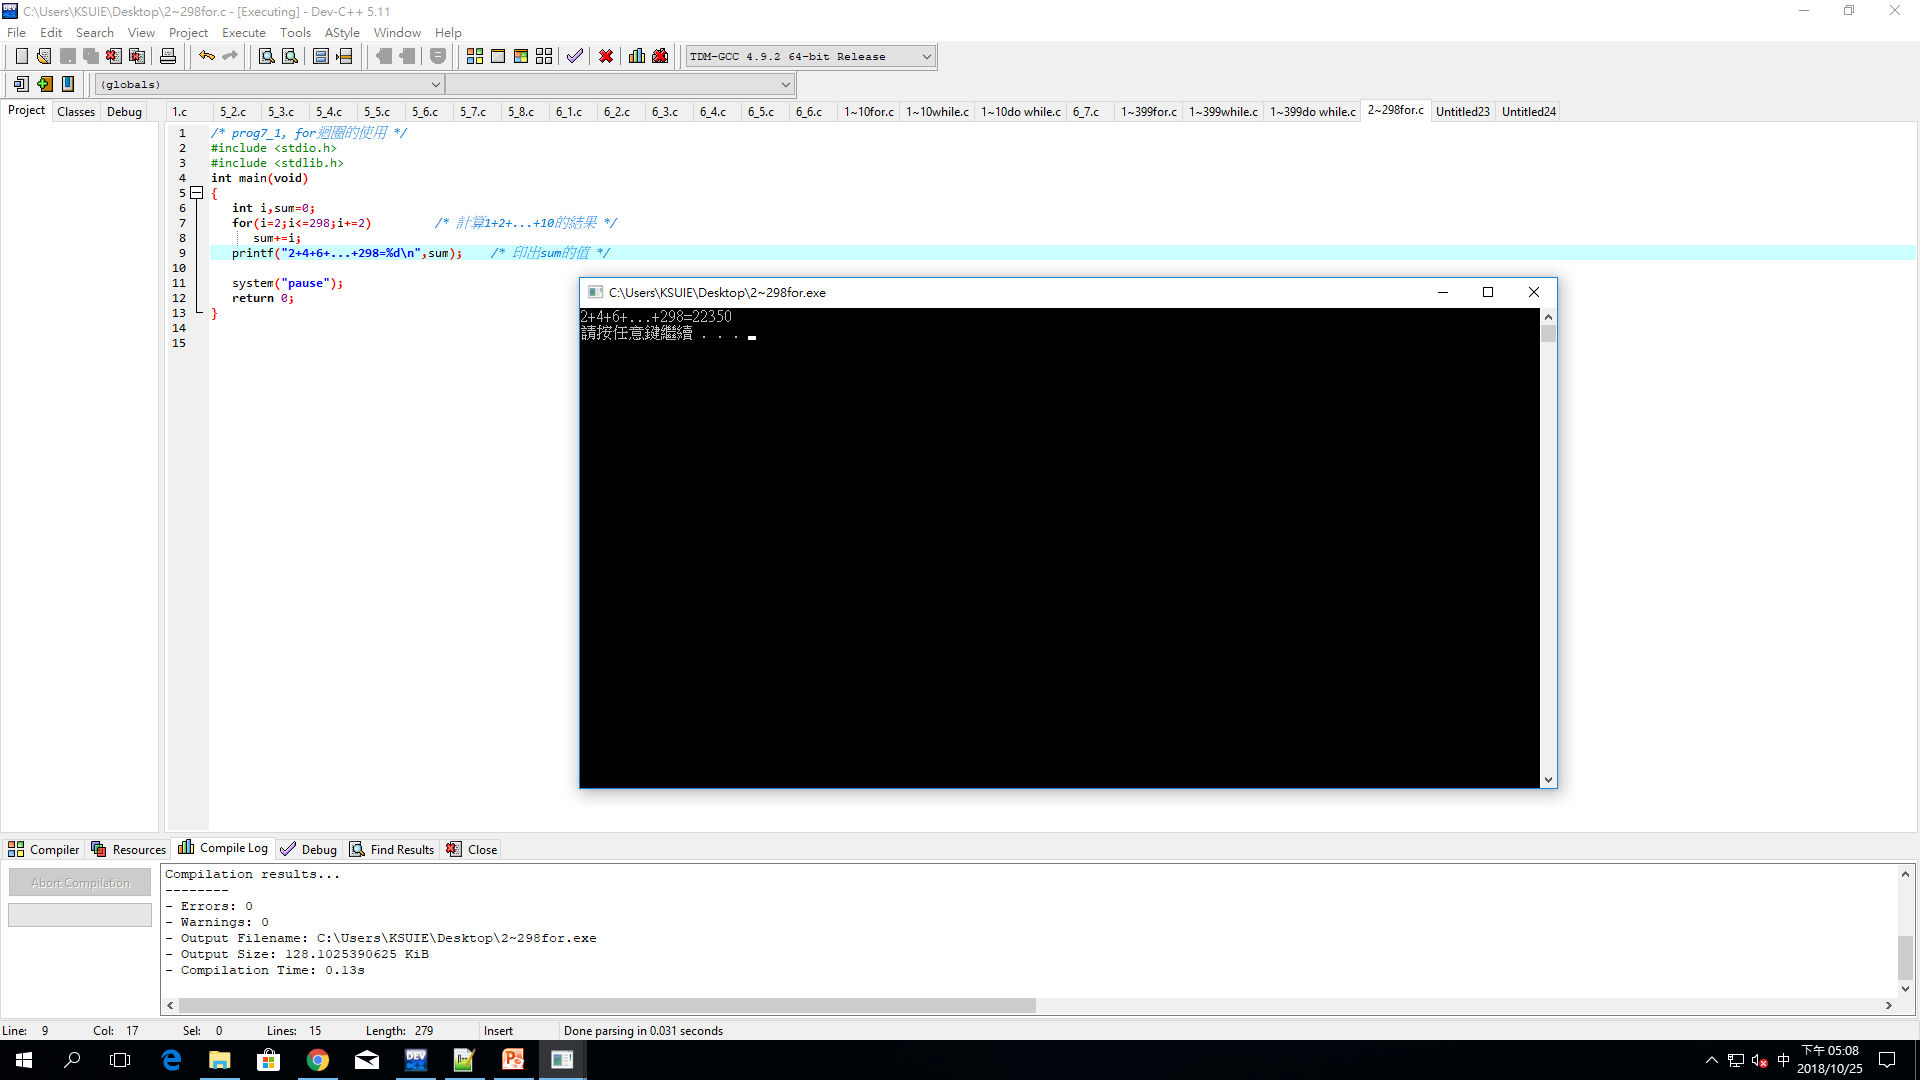 C:\Users\KSUIE\Desktop\2~298for.c - [Executing] - Dev-C++ 5.11
File Edit Search View Project Execute Tools AStyle Window Help
TDM-GCC 4.9.2 64-bit Release
(globals)
Project Classes Debug
1.c 5_2.c 5_3.c 5_4.c 5_5.c 5_6.c 5_7.c 5_8.c 6_1.c 6_2.c 6_3.c 6_4.c 6_5.c 6_6.c 1~10for.c 1~10while.c 1~10do while.c 6_7.c 1~399for.c 1~399while.c 1~399do while.c 2~298for.c Untitled23 Untitled24
1 /* prog7_1, for迴圈的使用 */
2 #include <stdio.h>
3 #include <stdlib.h>
4 int main(void)
5 {
6 int i,sum=0;
7 for(i=2;i<=298;i+=2) /* 計算1+2+...+10的結果 */
8 sum+=i;
9 printf("2+4+6+...+298=%d\n",sum); /* 印出sum的值 */
10
11 system("pause");
12 return 0;
13 }
14
15
C:\Users\KSUIE\Desktop\2~298for.exe
2+4+6+...+298=22350
請按任意鍵繼續 . . .
Compiler Resources Compile Log Debug Find Results Close
Abort Compilation
Compilation results...
--------
- Errors: 0
- Warnings: 0
- Output Filename: C:\Users\KSUIE\Desktop\2~298for.exe
- Output Size: 128.1025390625 KiB
- Compilation Time: 0.13s
Line: 9 Col: 17 Sel: 0 Lines: 15 Length: 279 Insert Done parsing in 0.031 seconds
DEV
中
下午 05:08
2018/10/25